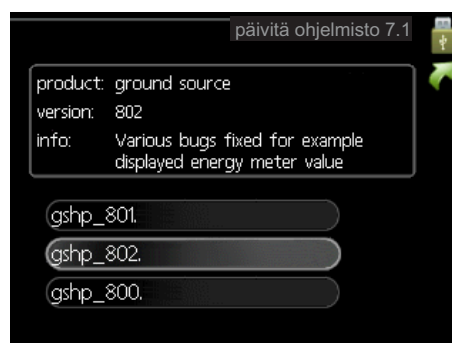 päivitä ohjelmisto 7.1
product: ground source
version: 802
info: Various bugs fixed for example
displayed energy meter value
gshp_801.
gshp_802.
gshp_800.